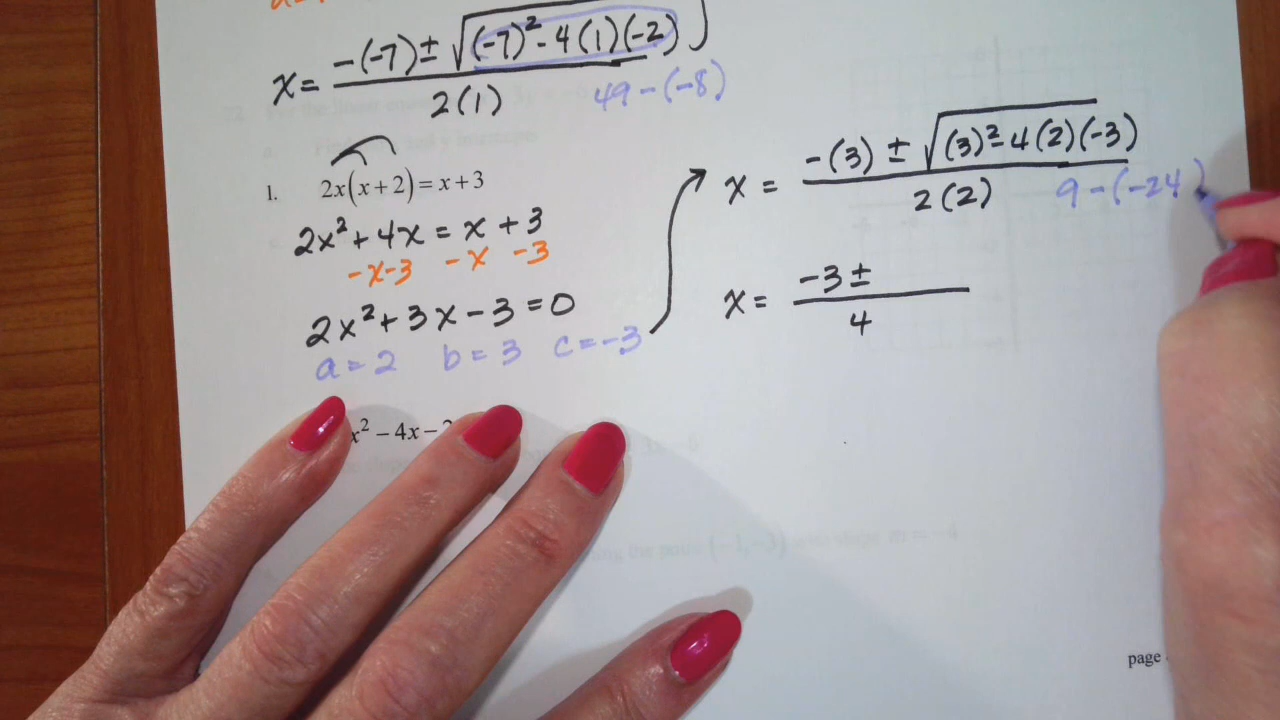 x = -(-7) ± √(-7)² - 4(1)(-2)
2(1)
49 - (-8)
1. 2x(x + 2) = x + 3
2x² + 4x = x + 3
-x -3 -x -3
2x² + 3x - 3 = 0
a = 2 b = 3 c = -3
x² - 4x -
x = -(3) ± √(3)² - 4(2)(-3)
2(2)
9 - (-24)
x = -3 ±
4
page